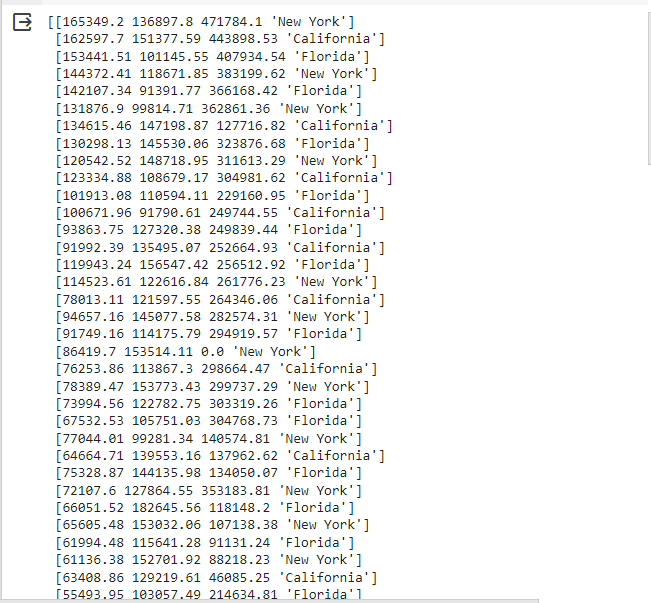 [[165349.2 136897.8 471784.1 'New York']
[162597.7 151377.59 443898.53 'California']
[153441.51 101145.55 407934.54 'Florida']
[144372.41 118671.85 383199.62 'New York']
[142107.34 91391.77 366168.42 'Florida']
[131876.9 99814.71 362861.36 'New York']
[134615.46 147198.87 127716.82 'California']
[130298.13 145530.06 323876.68 'Florida']
[120542.52 148718.95 311613.29 'New York']
[123334.88 108679.17 304981.62 'California']
[101913.08 110594.11 229160.95 'Florida']
[100671.96 91790.61 249744.55 'California']
[93863.75 127320.38 249839.44 'Florida']
[91992.39 135495.07 252664.93 'California']
[119943.24 156547.42 256512.92 'Florida']
[114523.61 122616.84 261776.23 'New York']
[78013.11 121597.55 264346.06 'California']
[94657.16 145077.58 282574.31 'New York']
[91749.16 114175.79 294919.57 'Florida']
[86419.7 153514.11 0.0 'New York']
[76253.86 113867.3 298664.47 'California']
[78389.47 153773.43 299737.29 'New York']
[73994.56 122782.75 303319.26 'Florida']
[67532.53 105751.03 304768.73 'Florida']
[77044.01 99281.34 140574.81 'New York']
[64664.71 139553.16 137962.62 'California']
[75328.87 144135.98 134050.07 'Florida']
[72107.6 127864.55 353183.81 'New York']
[66051.52 182645.56 118148.2 'Florida']
[65605.48 153032.06 107138.38 'New York']
[61994.48 115641.28 91131.24 'Florida']
[61136.38 152701.92 88218.23 'New York']
[63408.86 129219.61 46085.25 'California']
[55493.95 103057.49 214634.81 'Florida']